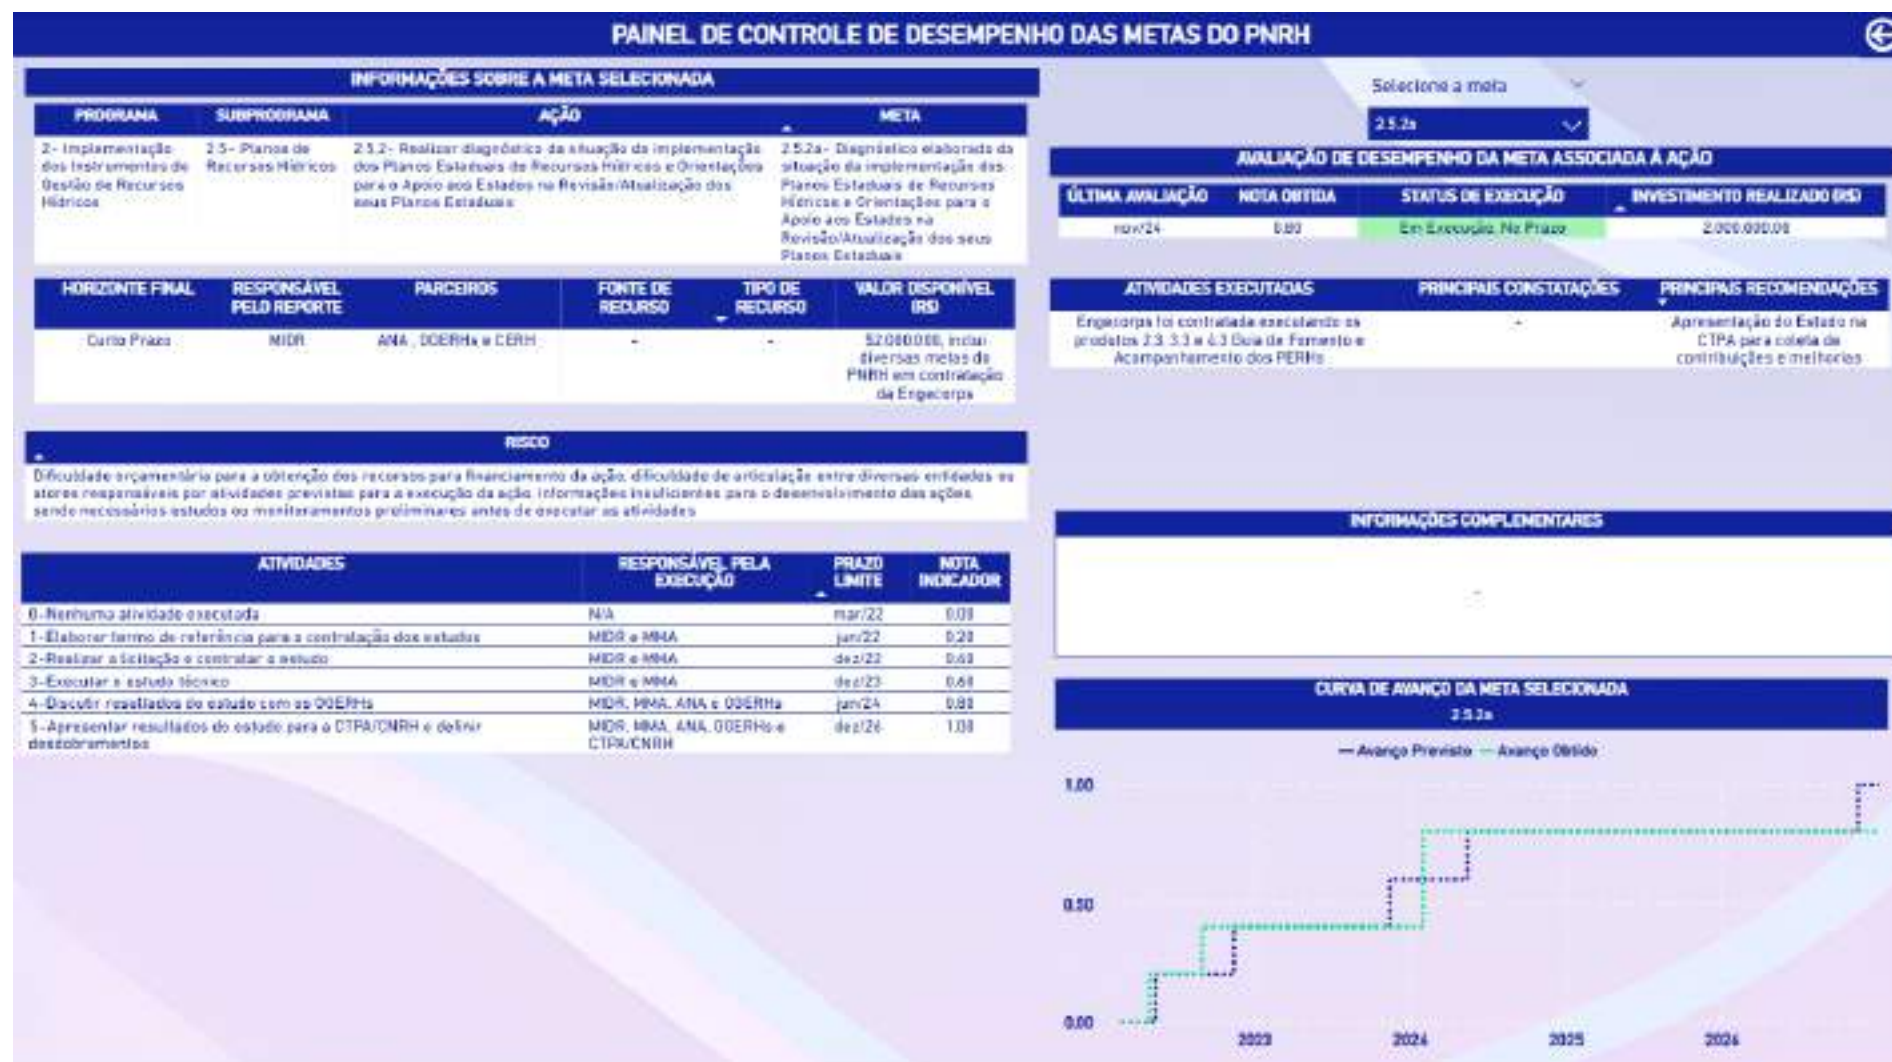 PAINEL DE CONTROLE DE DESEMPENHO DAS METAS DO PNRH
INFORMAÇÕES SOBRE A META SELECIONADA
PROGRAMA SUBPROGRAMA AÇÃO META
2- Implementação dos Instrumentos de Gestão de Recursos Hídricos
2.5- Planos de Recursos Hídricos
2.5.2- Realizar diagnóstico da situação da implementação
dos Planos Estaduais de Recursos Hídricos e Orientações
para o Apoio aos Estados na Revisão/Atualização dos
seus Planos Estaduais
2.5.2a- Diagnóstico elaborado da
situação da implementação dos
Planos Estaduais de Recursos
Hídricos e Orientações para o
Apoio aos Estados na
Revisão/Atualização dos seus
Planos Estaduais
HORIZONTE FINAL RESPONSÁVEL PELO REPORTE PARCEIROS FONTE DE RECURSO TIPO DE RECURSO VALOR DISPONÍVEL (R$)
Curto Prazo MIDR ANA , OGERHs e CERH - -
52.000.000, inclui
diversas metas do
PNRH em contratação
da Engecorps
RISCO
Dificuldade orçamentária para a obtenção dos recursos para financiamento da ação, dificuldade de articulação entre diversas entidades ou
atores responsáveis por atividades previstas para a execução da ação, informações insuficientes para o desenvolvimento das ações,
sendo necessários estudos ou monitoramentos preliminares antes de executar as atividades
ATIVIDADES RESPONSÁVEL PELA EXECUÇÃO PRAZO LIMITE NOTA INDICADOR
0-Nenhuma atividade executada N/A mar/22 0.00
1-Elaborar termo de referência para a contratação dos estudos MIDR e MMA jun/22 0.20
2-Realizar a licitação e contratar o estudo MIDR e MMA dez/22 0.40
3-Executar o estudo técnico MIDR e MMA dez/23 0.60
4-Discutir resultados do estudo com os OGERHs MIDR, MMA, ANA e OGERHs jun/24 0.80
5-Apresentar resultados do estudo para a CTPA/CNRH e definir desdobramentos MIDR, MMA, ANA, OGERHs e CTPA/CNRH dez/26 1.00
Selecione a meta
2.5.2a
AVALIAÇÃO DE DESEMPENHO DA META ASSOCIADA À AÇÃO
ÚLTIMA AVALIAÇÃO NOTA OBTIDA STATUS DE EXECUÇÃO INVESTIMENTO REALIZADO (R$)
nov/24 0.80 Em Execução, No Prazo 2.000.000,00
ATIVIDADES EXECUTADAS PRINCIPAIS CONSTATAÇÕES PRINCIPAIS RECOMENDAÇÕES
Engecorps foi contratada executando os
produtos 2.3, 3.3 e 4.3 Guia de Fomento e
Acompanhamento dos PERHs
-
Apresentação do Estudo na
CTPA para coleta de
contribuições e melhorias
INFORMAÇÕES COMPLEMENTARES
-
CURVA DE AVANÇO DA META SELECIONADA
2.5.2a
Avanço Previsto Avanço Obtido
1.00
0.50
0.00
2023 2024 2025 2026